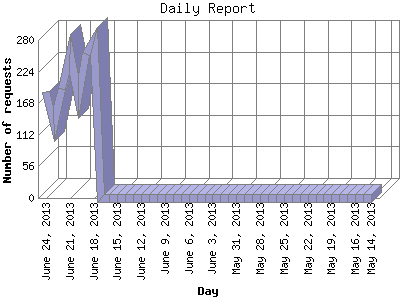 Daily Report
Number of requests
280
224
168
112
56
0
June 24, 2013
June 21, 2013
June 18, 2013
June 15, 2013
June 12, 2013
June 9, 2013
June 6, 2013
June 3, 2013
May 31, 2013
May 28, 2013
May 25, 2013
May 22, 2013
May 19, 2013
May 16, 2013
May 14, 2013
Day